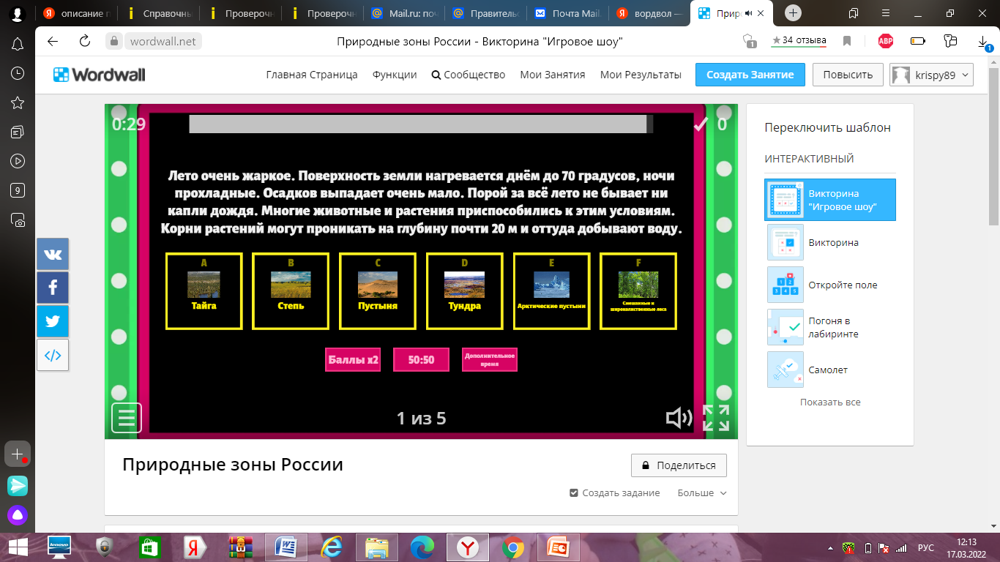 описание п
Справочны
Проверочн
Проверочн
Mail.ru: поч
Правительс
Почта Mail.
вордвол —
Прир
wordwall.net
Природные зоны России - Викторина "Игровое шоу"
1
★34 отзыва
ABP
1
Wordwall
Главная Страница
Функции
Сообщество
Мои Занятия
Мои Результаты
Создать Занятие
Повысить
krispy89
0:29
0
Лето очень жаркое. Поверхность земли нагревается днём до 70 градусов, ночи
прохладные. Осадков выпадает очень мало. Порой за всё лето не бывает ни
капли дождя. Многие животные и растения приспособились к этим условиям.
Корни растений могут проникать на глубину почти 20 м и оттуда добывают воду.
A
Тайга
B
Степь
C
Пустыня
D
Тундра
E
Арктические пустыни
F
Смешанные и
широколиственные леса
Баллы x2
50:50
Дополнительное
время
1 из 5
Переключить шаблон
ИНТЕРАКТИВНЫЙ
Викторина
"Игровое шоу"
Викторина
Откройте поле
Погоня в
лабиринте
Самолет
Показать все
Природные зоны России
Поделиться
Создать задание
Больше
9
lenovo
РУС
12:13
17.03.2022